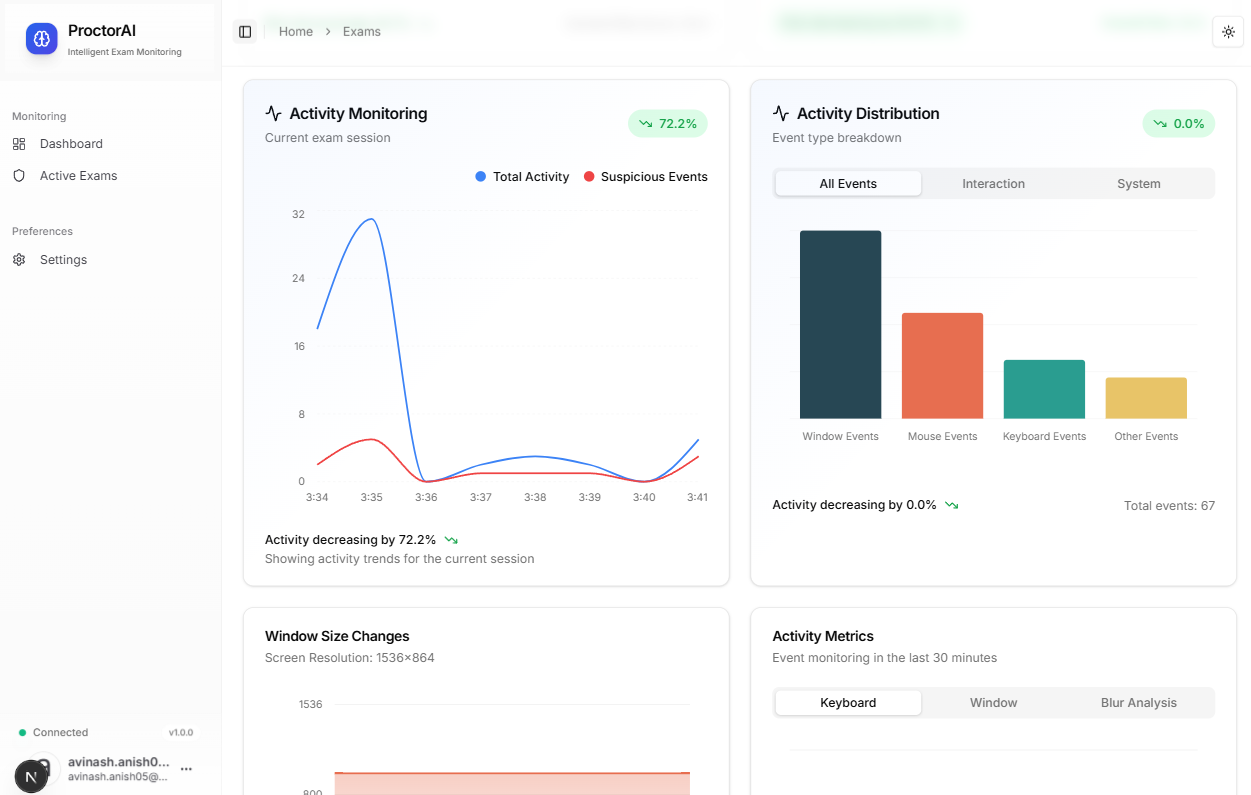 ProctorAI
Intelligent Exam Monitoring
Home > Exams
Monitoring
Dashboard
Active Exams
Preferences
Settings
Connected v1.0.0
avinash.anish0...
avinash.anish05@...
N
Activity Monitoring
72.2%
Current exam session
Total Activity Suspicious Events
32
24
16
8
0
3:34 3:35 3:36 3:37 3:38 3:39 3:40 3:41
Activity decreasing by 72.2%
Showing activity trends for the current session
Activity Distribution
0.0%
Event type breakdown
All Events Interaction System
Window Events Mouse Events Keyboard Events Other Events
Activity decreasing by 0.0% Total events: 67
Window Size Changes
Screen Resolution: 1536×864
1536
800
Activity Metrics
Event monitoring in the last 30 minutes
Keyboard Window Blur Analysis